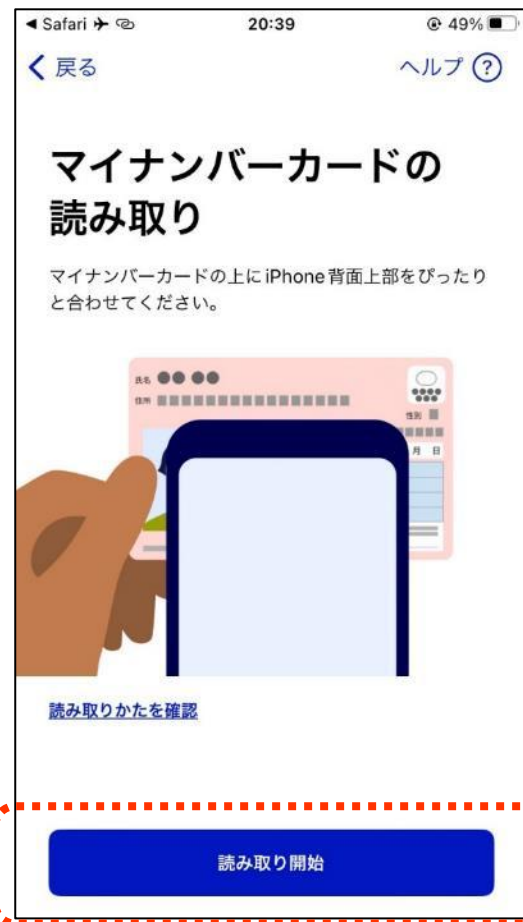 Safari
20:39
49%
戻る
ヘルプ ?
マイナンバーカードの
読み取り
マイナンバーカードの上にiPhone背面上部をぴったり
と合わせてください。
氏名
住所
性別
月 日
読み取りかたを確認
読み取り開始